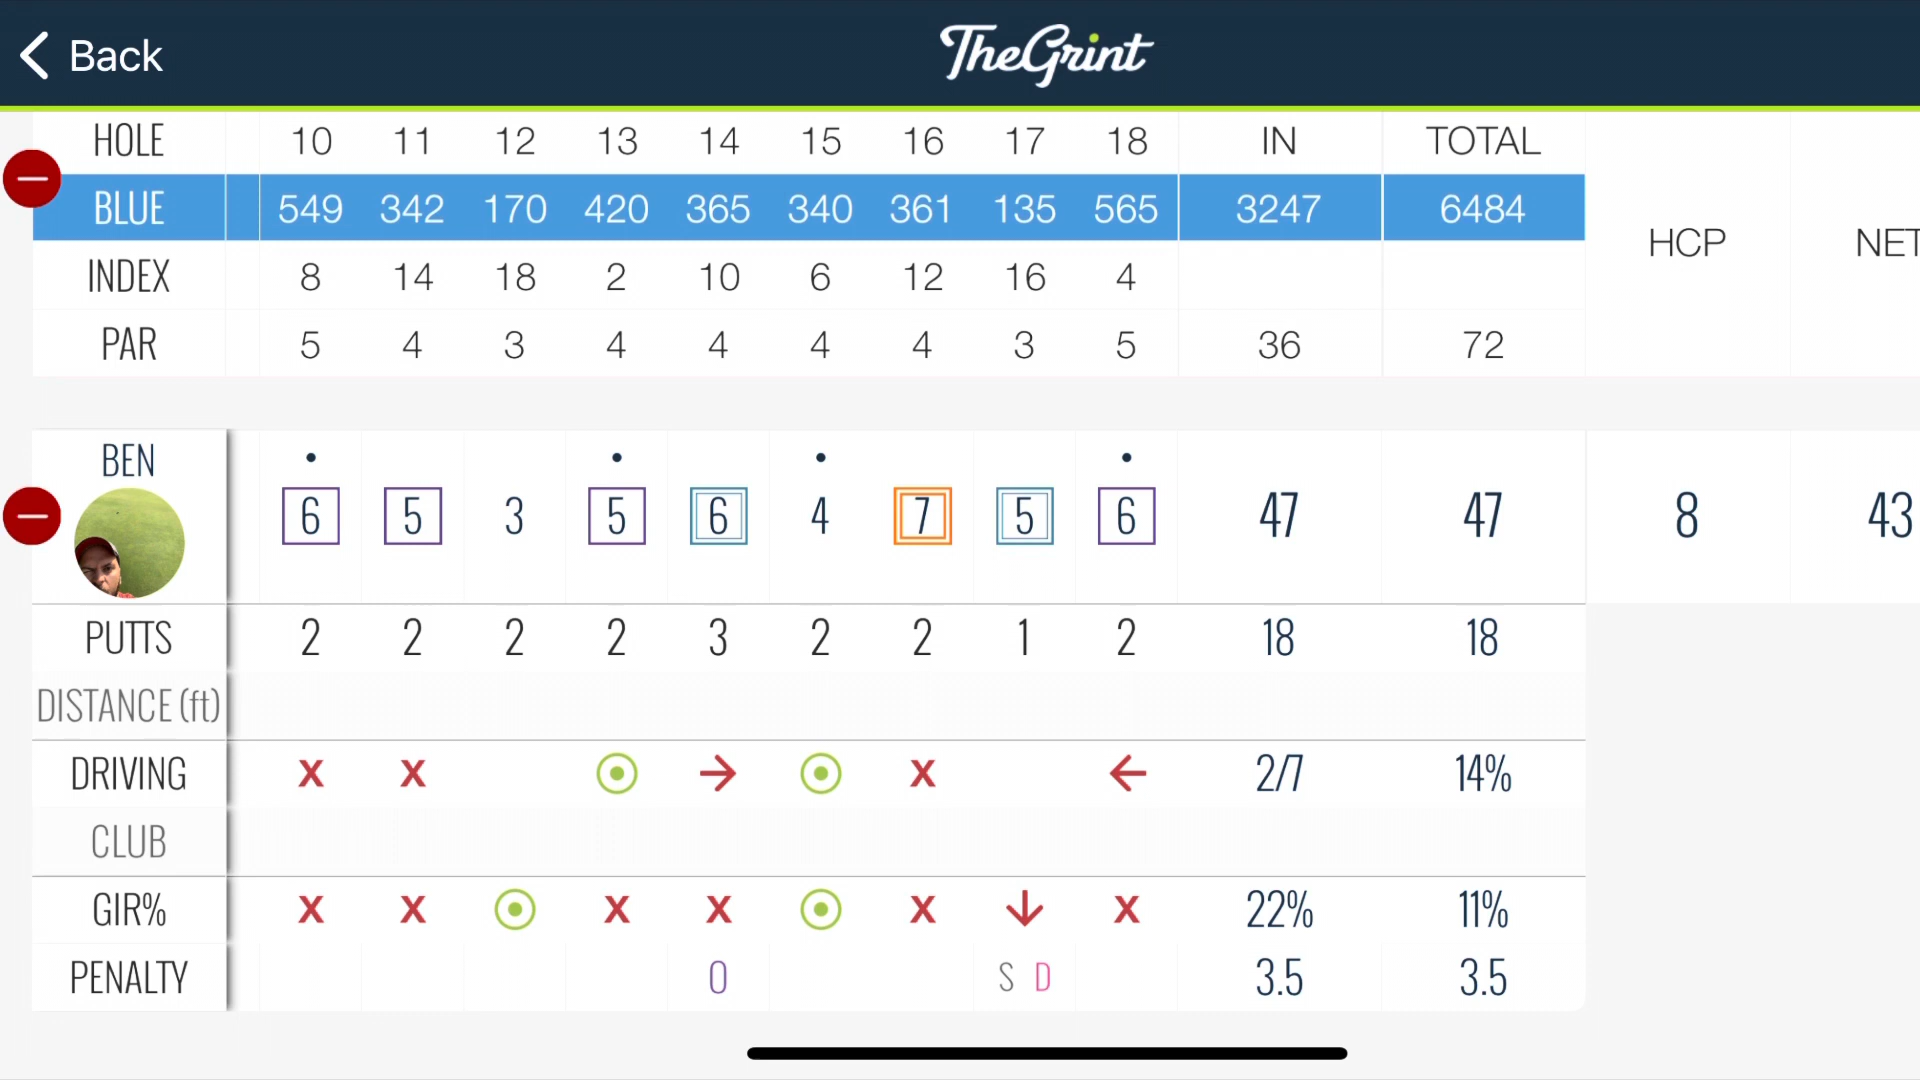 Back
TheGrint
HOLE 10 11 12 13 14 15 16 17 18 IN TOTAL
BLUE 549 342 170 420 365 340 361 135 565 3247 6484
HCP NET
INDEX 8 14 18 2 10 6 12 16 4
PAR 5 4 3 4 4 4 4 3 5 36 72
BEN
6 5 3 5 6 4 7 5 6 47 47 8 43
PUTTS 2 2 2 2 3 2 2 1 2 18 18
DISTANCE (ft)
DRIVING X X X 2/7 14%
CLUB
GIR% X X X X X X 22% 11%
PENALTY O S D 3.5 3.5